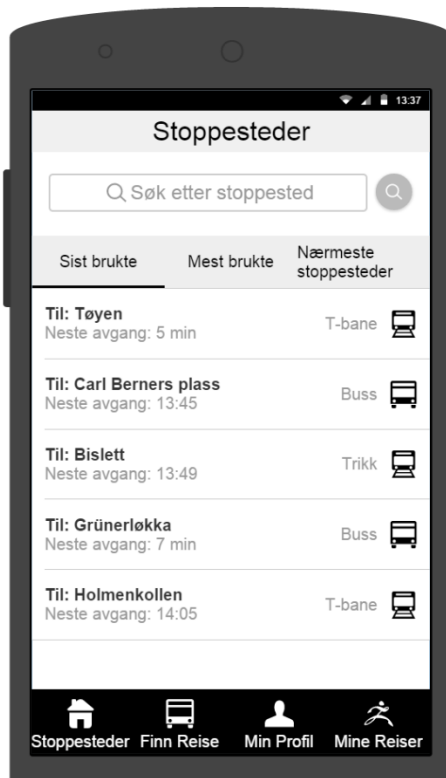 13:37
Stoppesteder
Søk etter stoppested
Sist brukte
Mest brukte
Nærmeste
stoppesteder
Til: Tøyen
Neste avgang: 5 min
T-bane
Til: Carl Berners plass
Neste avgang: 13:45
Buss
Til: Bislett
Neste avgang: 13:49
Trikk
Til: Grünerløkka
Neste avgang: 7 min
Buss
Til: Holmenkollen
Neste avgang: 14:05
T-bane
Stoppesteder
Finn Reise
Min Profil
Mine Reiser